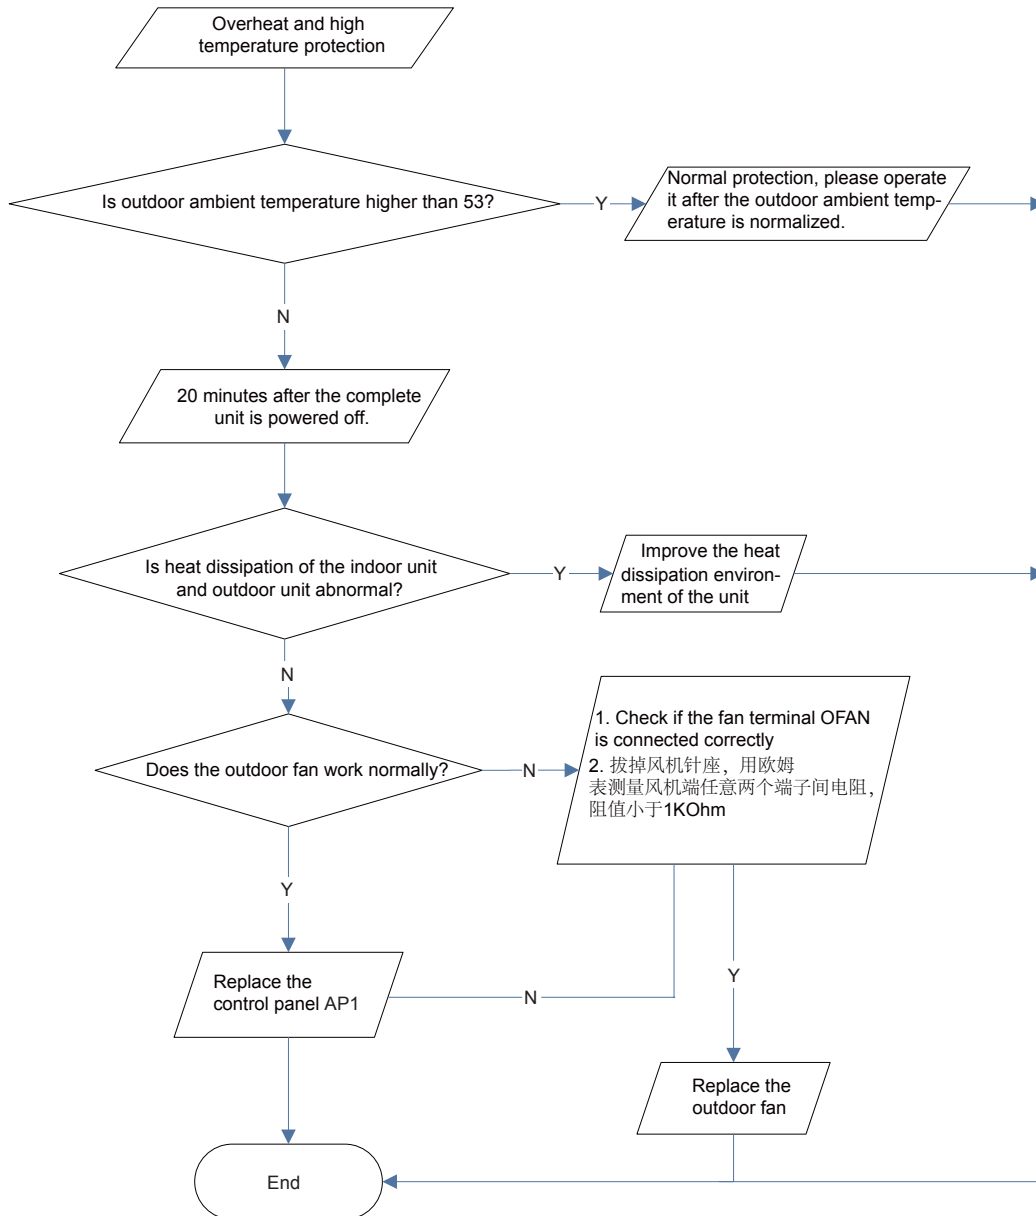 Overheat and high
temperature protection
Is outdoor ambient temperature higher than 53?
Y
Normal protection, please operate
it after the outdoor ambient temp-
erature is normalized.
N
20 minutes after the complete
unit is powered off.
Is heat dissipation of the indoor unit
and outdoor unit abnormal?
Y
Improve the heat
dissipation environ-
ment of the unit
N
Does the outdoor fan work normally?
N
1. Check if the fan terminal OFAN
is connected correctly
2. 拔掉风机针座，用欧姆
表测量风机端任意两个端子间电阻，
阻值小于1KOhm
Y
Y
Replace the
control panel AP1
N
Replace the
outdoor fan
End